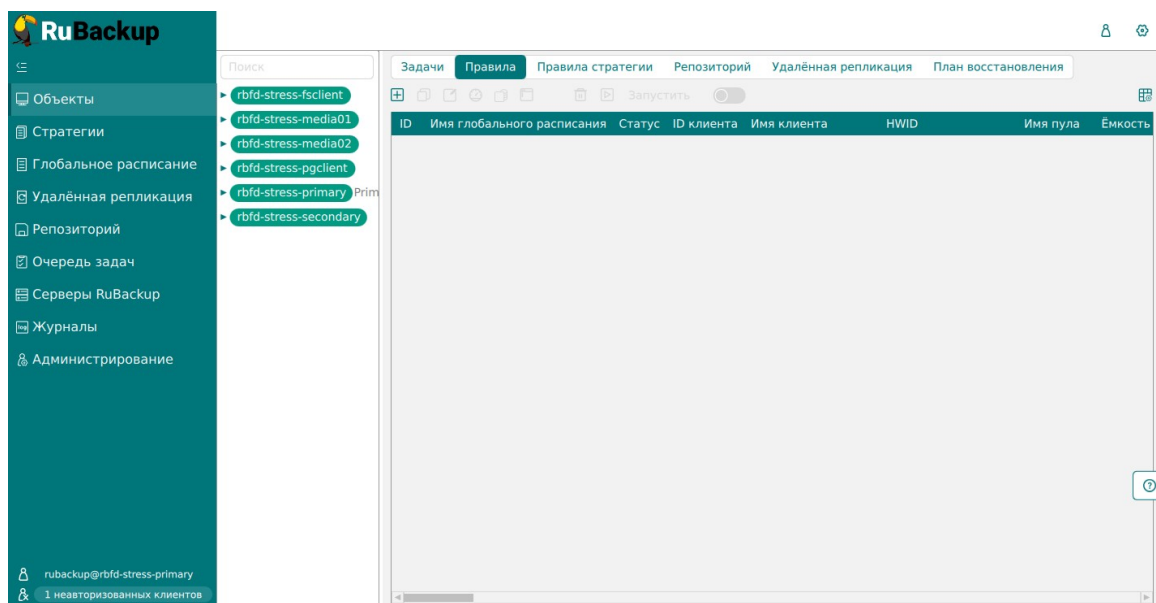 RuBackup
Объекты
Стратегии
Глобальное расписание
Удалённая репликация
Репозиторий
Очередь задач
Серверы RuBackup
Журналы
Администрирование
rubackup@rbfd-stress-primary
1 неавторизованных клиентов
Поиск
rbfd-stress-fsclient
rbfd-stress-media01
rbfd-stress-media02
rbfd-stress-pgclient
rbfd-stress-primary Prim
rbfd-stress-secondary
Задачи Правила Правила стратегии Репозиторий Удалённая репликация План восстановления
Запустить
ID Имя глобального расписания Статус ID клиента Имя клиента HWID Имя пула Ёмкость